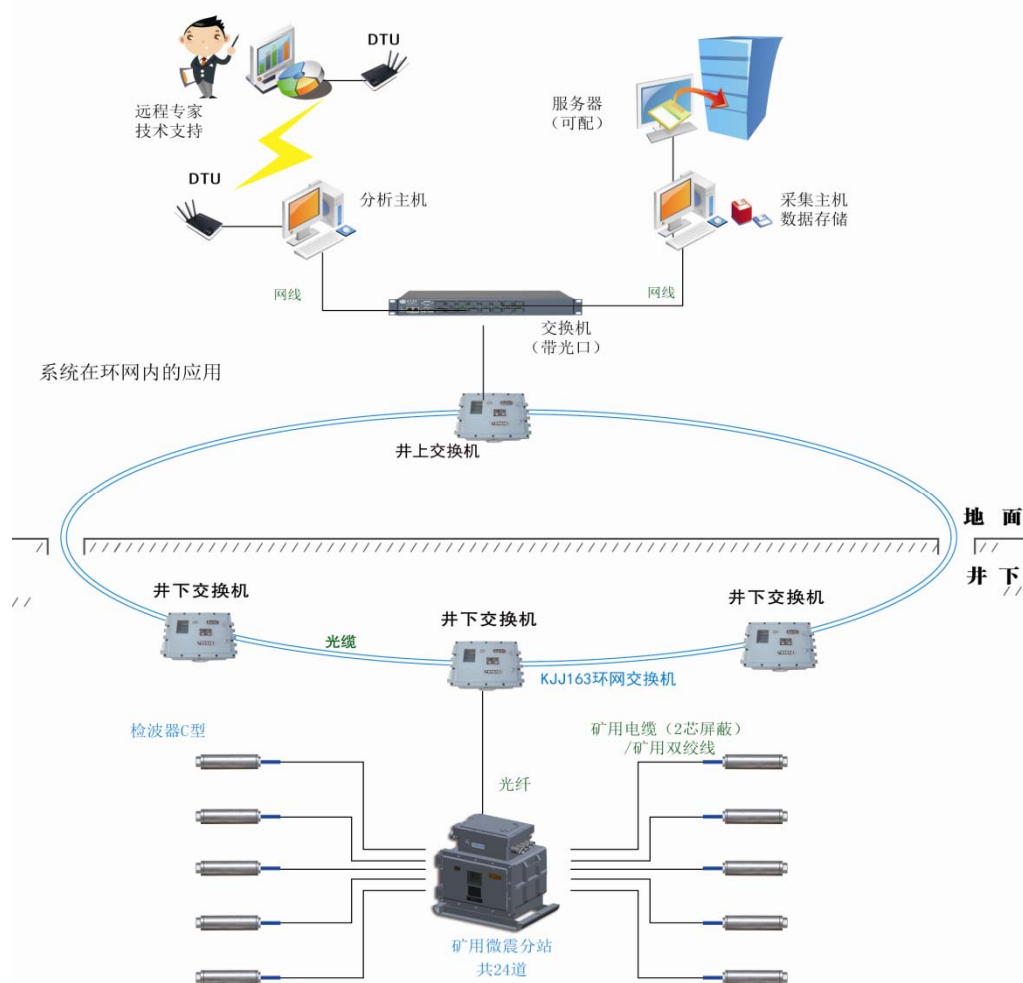 DTU
远程专家
技术支持
服务器
（可配）
DTU
分析主机
采集主机
数据存储
网线
网线
交换机
（带光口）
系统在环网内的应用
井上交换机
地 面
井 下
井下交换机
井下交换机
井下交换机
光缆
KJJ163环网交换机
检波器C型
矿用电缆（2芯屏蔽）
/矿用双绞线
光纤
矿用微震分站
共24道